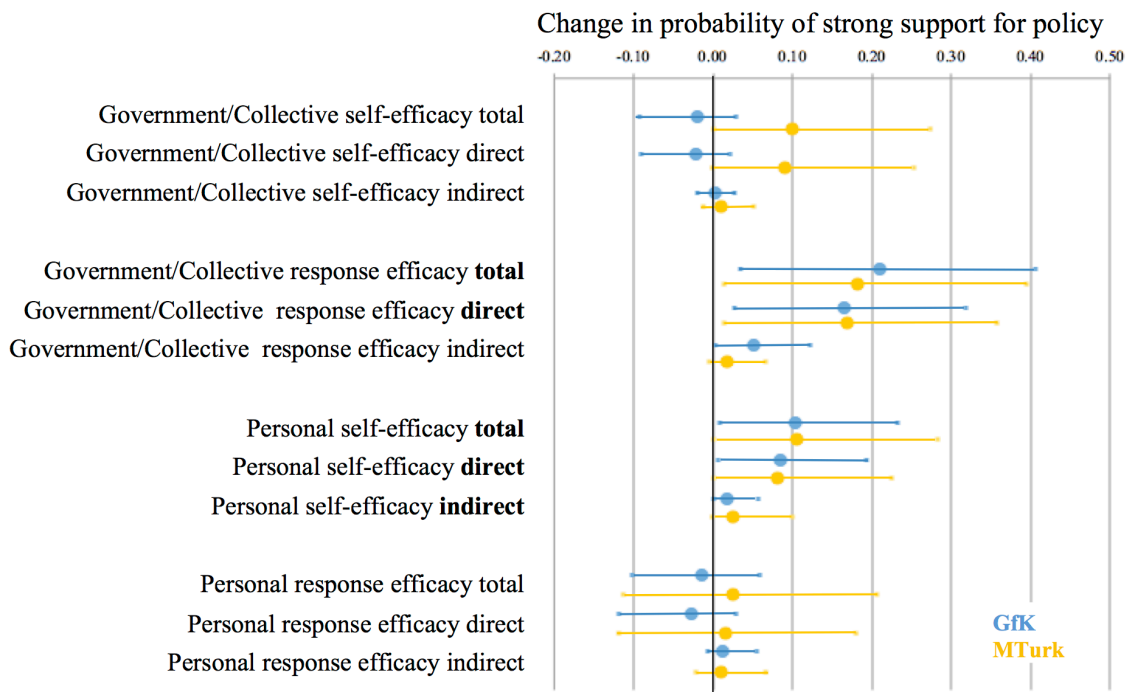 Change in probability of strong support for policy
-0.20 -0.10 0.00 0.10 0.20 0.30 0.40 0.50
Government/Collective self-efficacy total
Government/Collective self-efficacy direct
Government/Collective self-efficacy indirect
Government/Collective response efficacy total
Government/Collective response efficacy direct
Government/Collective response efficacy indirect
Personal self-efficacy total
Personal self-efficacy direct
Personal self-efficacy indirect
Personal response efficacy total
Personal response efficacy direct
Personal response efficacy indirect
GfK
MTurk